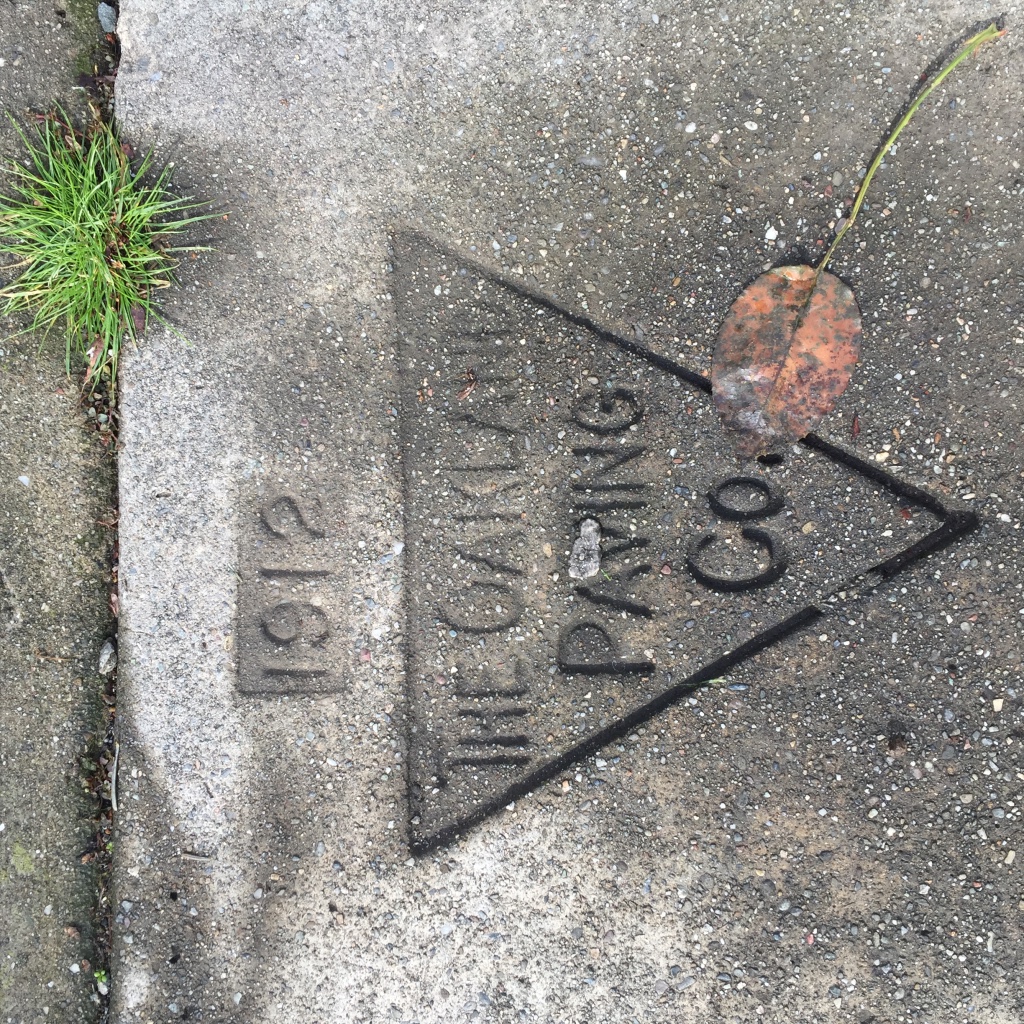 1912
THE OAKLAND
PAVING
CO